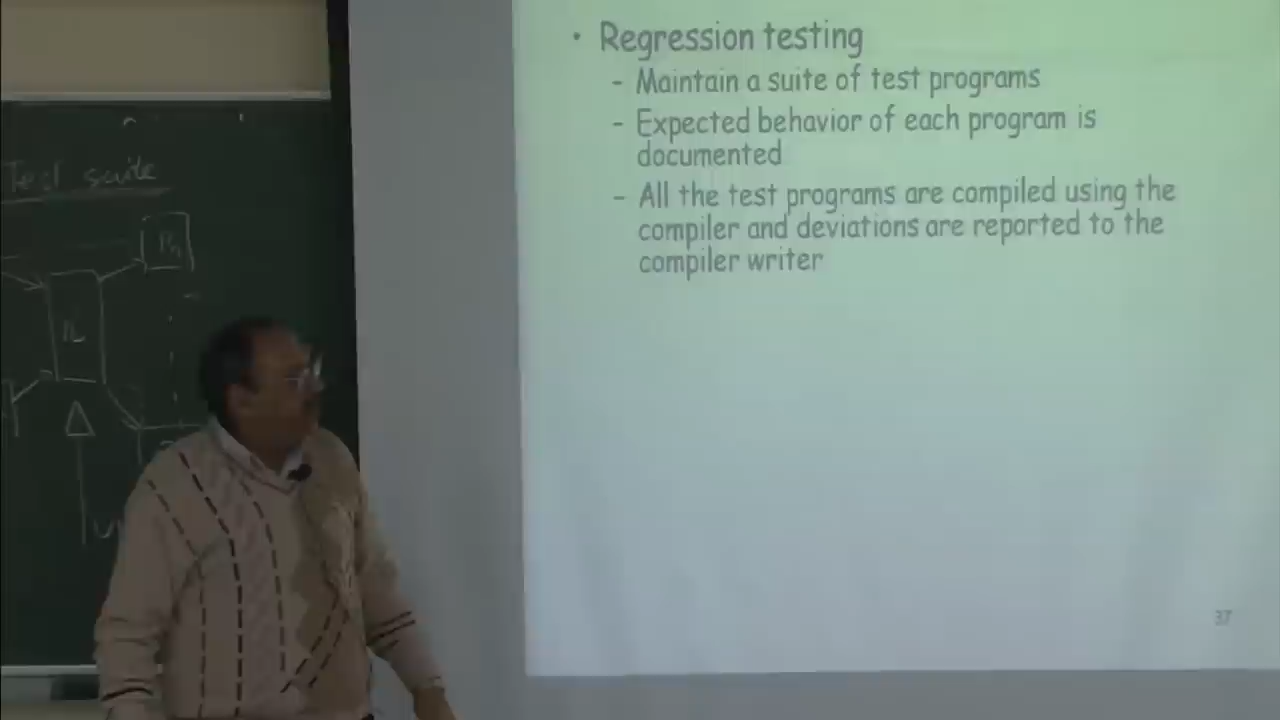 • Regression testing
- Maintain a suite of test programs
- Expected behavior of each program is
documented
- All the test programs are compiled using the
compiler and deviations are reported to the
compiler writer
37
Test suite
IL